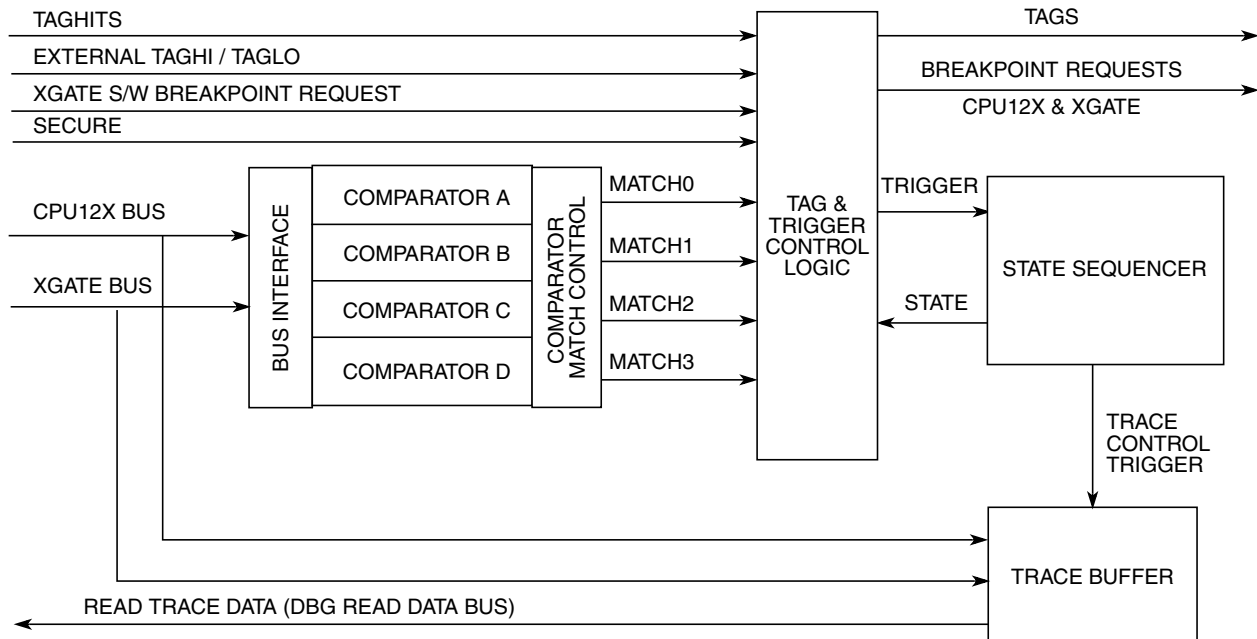 TAGHITS
EXTERNAL TAGHI / TAGLO
XGATE S/W BREAKPOINT REQUEST
SECURE
TAGS
BREAKPOINT REQUESTS
CPU12X & XGATE
CPU12X BUS
XGATE BUS
BUS INTERFACE
COMPARATOR A
COMPARATOR B
COMPARATOR C
COMPARATOR D
COMPARATOR
MATCH CONTROL
MATCH0
MATCH1
MATCH2
MATCH3
TAG &
TRIGGER
CONTROL
LOGIC
TRIGGER
STATE
STATE SEQUENCER
TRACE
CONTROL
TRIGGER
TRACE BUFFER
READ TRACE DATA (DBG READ DATA BUS)